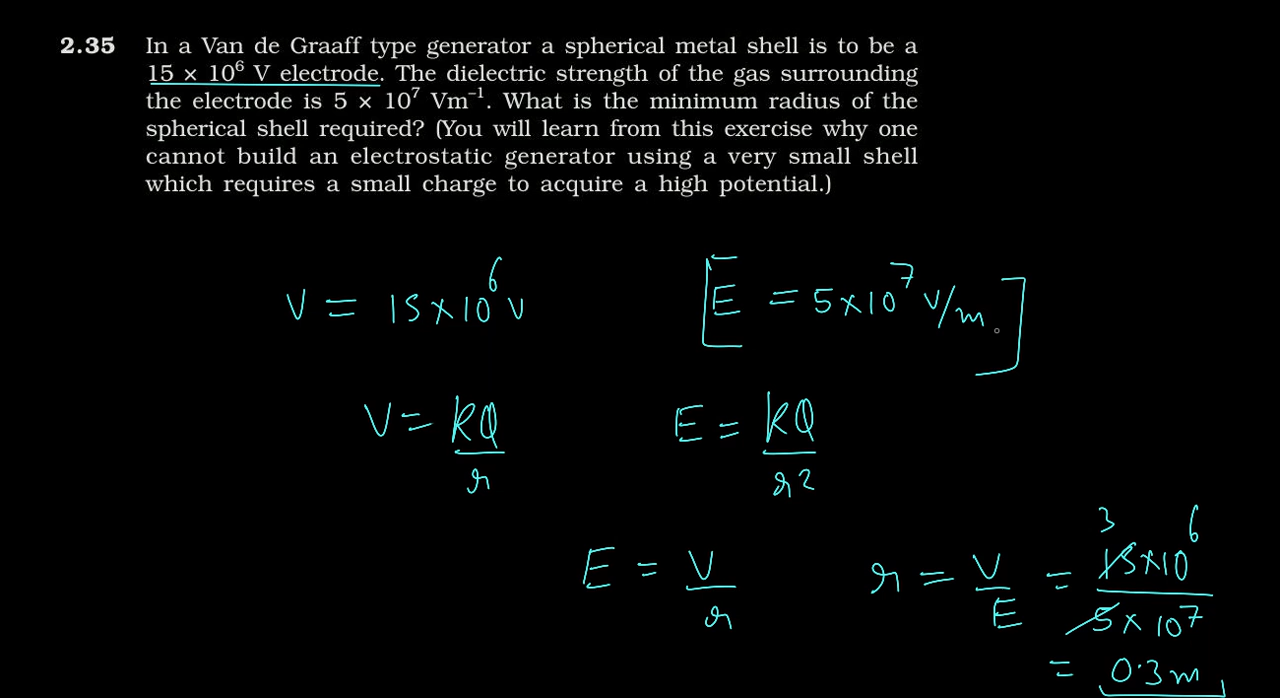 2.35 In a Van de Graaff type generator a spherical metal shell is to be a
15 × 10⁶ V electrode. The dielectric strength of the gas surrounding
the electrode is 5 × 10⁷ Vm⁻¹. What is the minimum radius of the
spherical shell required? (You will learn from this exercise why one
cannot build an electrostatic generator using a very small shell
which requires a small charge to acquire a high potential.)
V = 15×10⁶ V [E = 5×10⁷ V/m]
V = kQ/r E = kQ/r²
E = V/r r = V/E = 3 15×10⁶/5×10⁷
= 0.3m